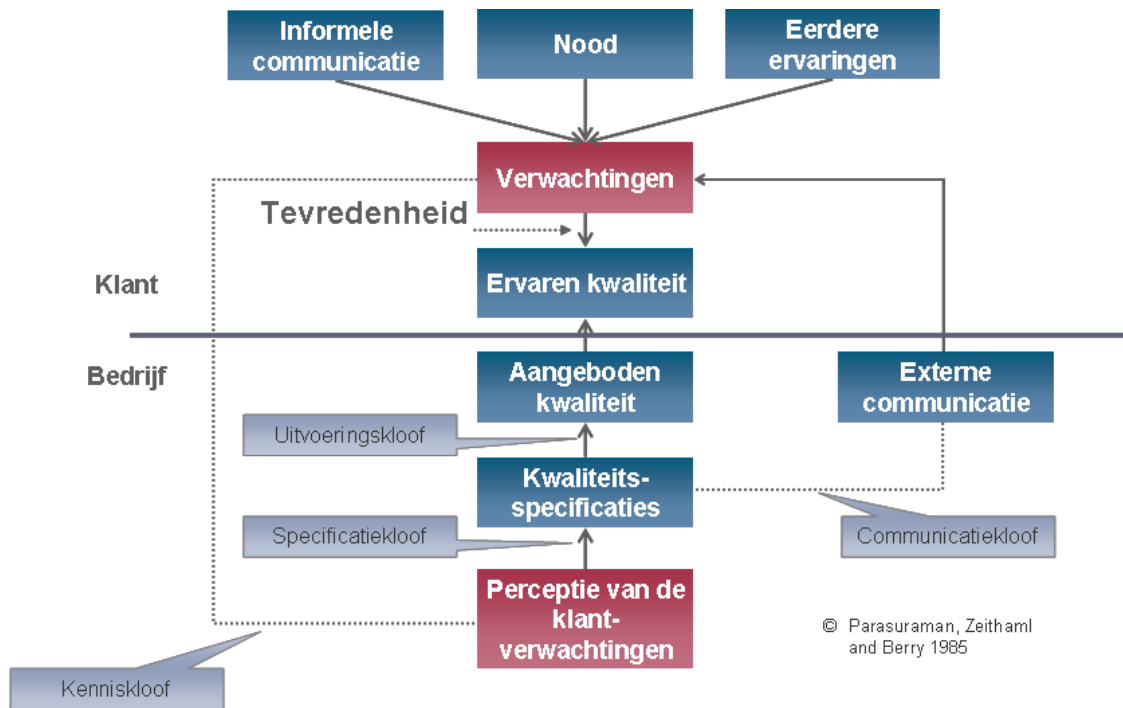 Informele
communicatie
Nood
Eerdere
ervaringen
Verwachtingen
Tevredenheid
Ervaren kwaliteit
Klant
Bedrijf
Aangeboden
kwaliteit
Externe
communicatie
Uitvoeringskloof
Kwaliteits-
specificaties
Specificatiekloof
Communicatiekloof
Perceptie van de
klant-
verwachtingen
© Parasuraman, Zeithaml
and Berry 1985
Kenniskloof